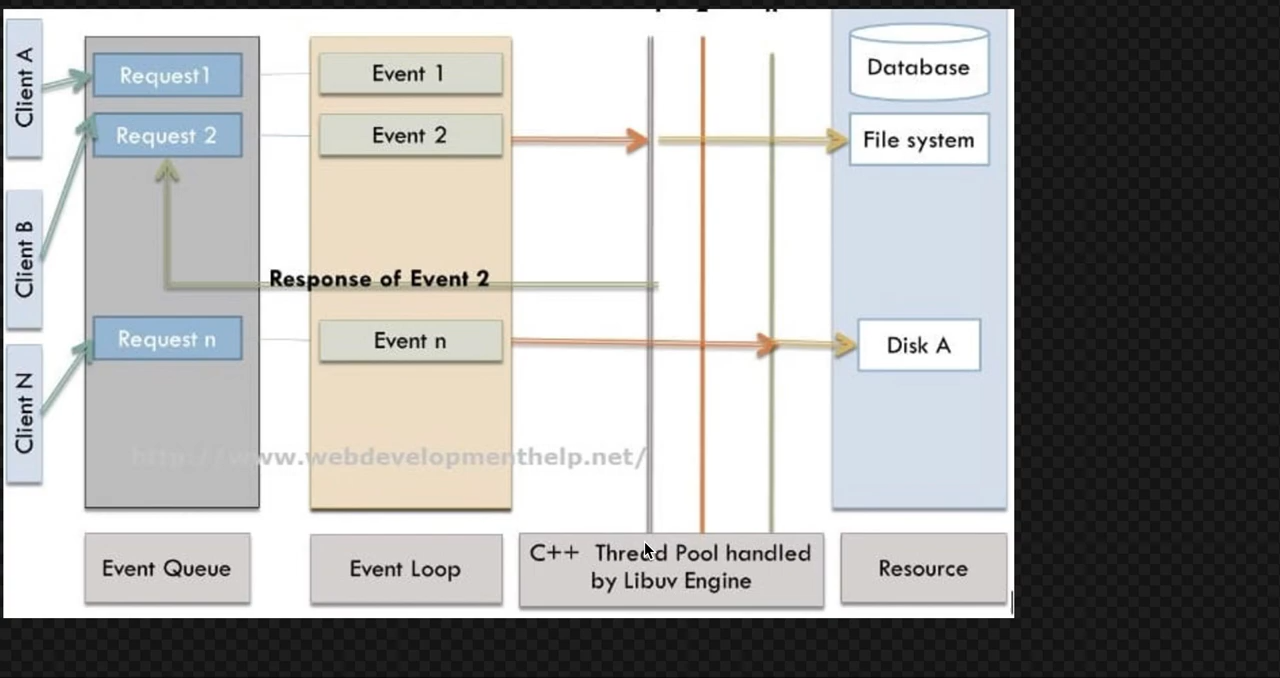 Client A
Client B
Client N
Request1
Request 2
Request n
Event 1
Event 2
Response of Event 2
Event n
Database
File system
Disk A
http://www.webdevelopmenthelp.net/
Event Queue
Event Loop
C++ Thread Pool handled
by Libuv Engine
Resource